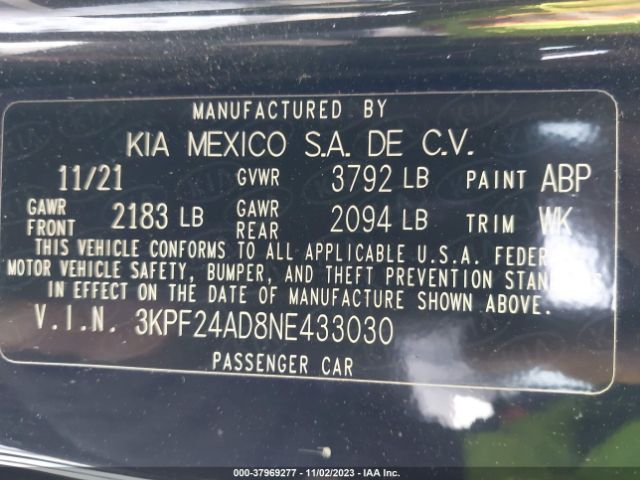 MANUFACTURED BY
KIA MEXICO S.A. DE C.V.
11/21 GVWR 3792 LB PAINT ABP
GAWR FRONT 2183 LB GAWR REAR 2094 LB TRIM WK
THIS VEHICLE CONFORMS TO ALL APPLICABLE U.S.A. FEDER
MOTOR VEHICLE SAFETY, BUMPER, AND THEFT PREVENTION STAN
IN EFFECT ON THE DATE OF MANUFACTURE SHOWN ABOVE.
V.I.N. 3KPF24AD8NE433030
PASSENGER CAR
000-37969277 - 11/02/2023 - IAA Inc.